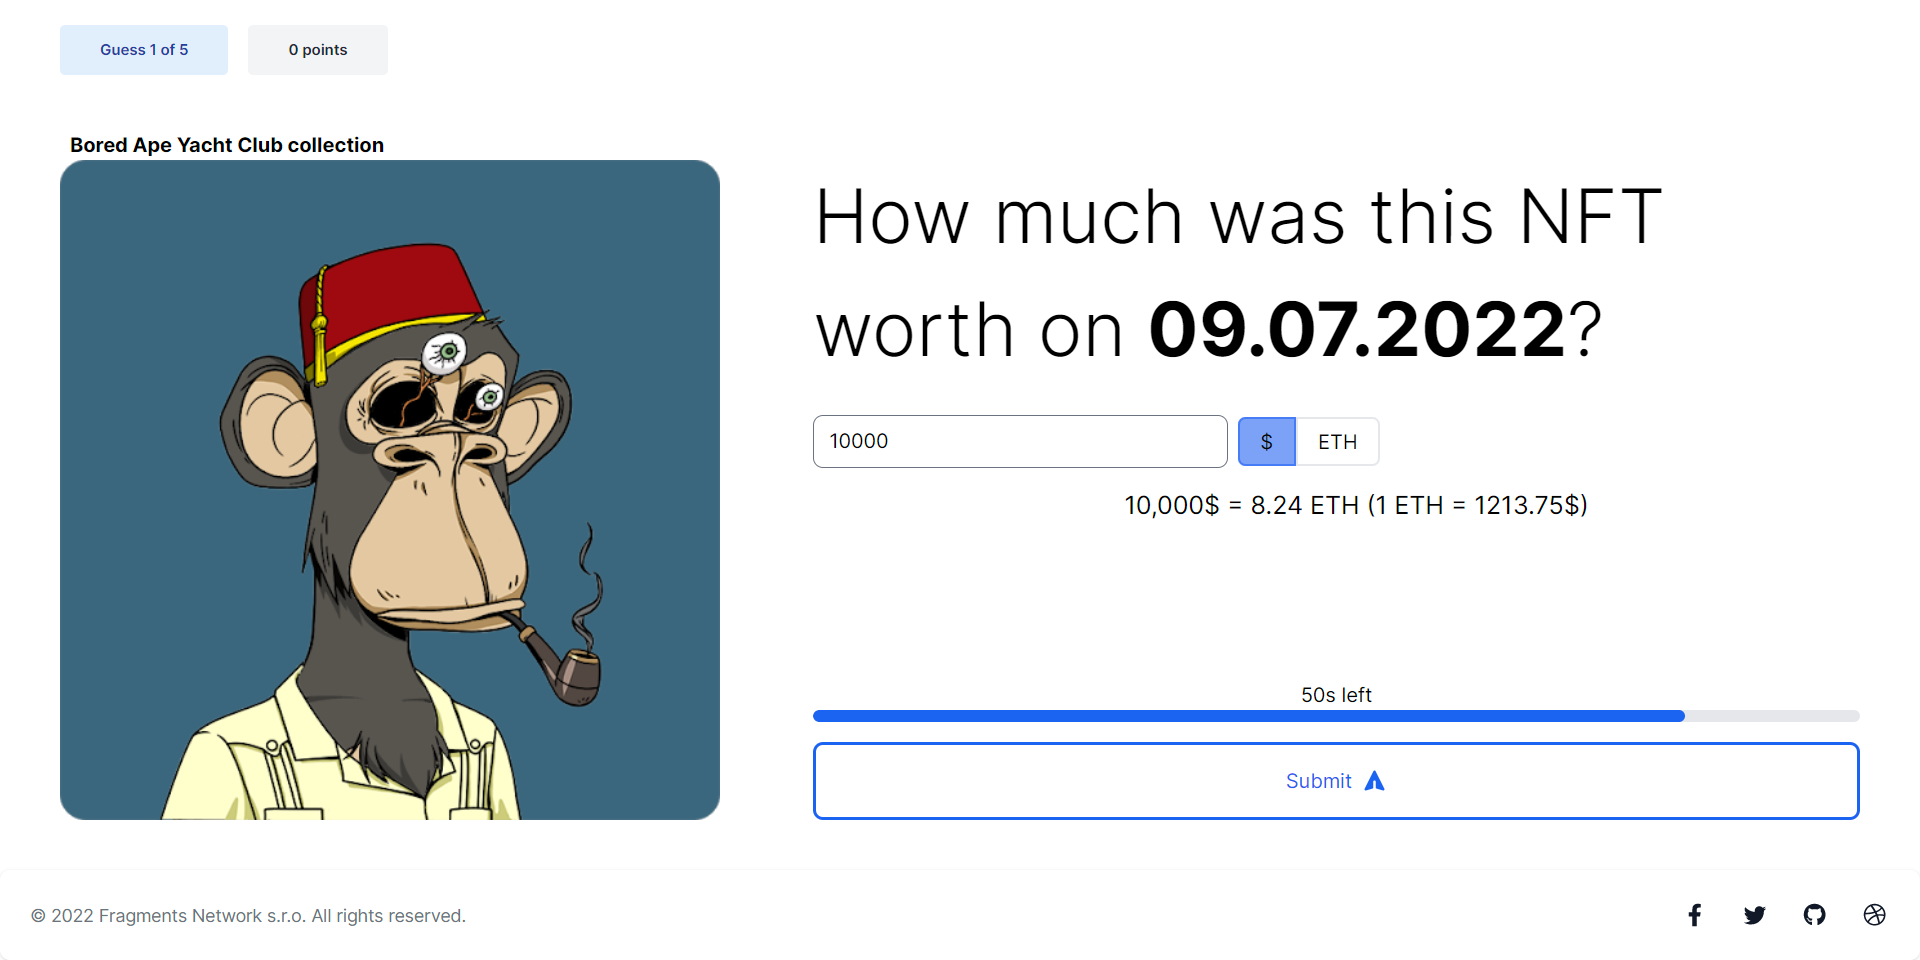 Guess 1 of 5
0 points
Bored Ape Yacht Club collection
How much was this NFT
worth on 09.07.2022?
10000
$
ETH
10,000$ = 8.24 ETH (1 ETH = 1213.75$)
50s left
Submit
© 2022 Fragments Network s.r.o. All rights reserved.